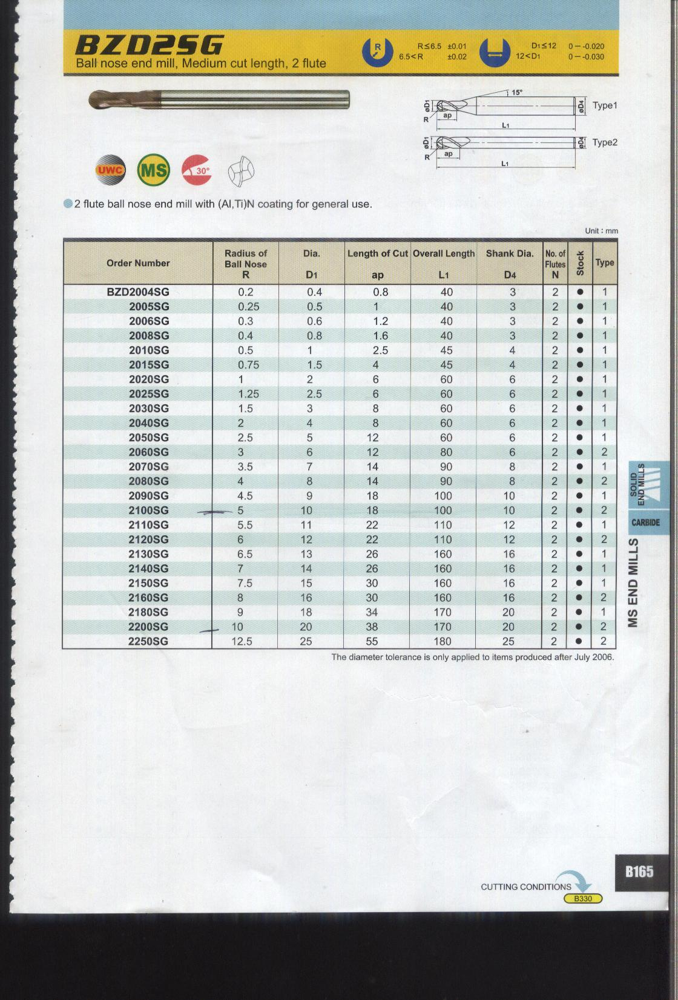 BZD2SG
Ball nose end mill, Medium cut length, 2 flute
R
R≤6.5 ±0.01
6.5<R ±0.02
D1≤12 0 — -0.020
12<D1 0 — -0.030
15°
øD1 R ap L1 øD4 Type1
øD1 R ap L1 øD4 Type2
UWC MS 30°
2 flute ball nose end mill with (Al,Ti)N coating for general use.
Unit : mm
Order Number Radius of Ball Nose R Dia. D1 Length of Cut ap Overall Length L1 Shank Dia. D4 No. of Flutes N Stock Type
BZD2004SG 0.2 0.4 0.8 40 3 2 ● 1
2005SG 0.25 0.5 1 40 3 2 ● 1
2006SG 0.3 0.6 1.2 40 3 2 ● 1
2008SG 0.4 0.8 1.6 40 3 2 ● 1
2010SG 0.5 1 2.5 45 4 2 ● 1
2015SG 0.75 1.5 4 45 4 2 ● 1
2020SG 1 2 6 60 6 2 ● 1
2025SG 1.25 2.5 6 60 6 2 ● 1
2030SG 1.5 3 8 60 6 2 ● 1
2040SG 2 4 8 60 6 2 ● 1
2050SG 2.5 5 12 60 6 2 ● 1
2060SG 3 6 12 80 6 2 ● 2
2070SG 3.5 7 14 90 8 2 ● 1
2080SG 4 8 14 90 8 2 ● 2
2090SG 4.5 9 18 100 10 2 ● 1
2100SG 5 10 18 100 10 2 ● 2
2110SG 5.5 11 22 110 12 2 ● 1
2120SG 6 12 22 110 12 2 ● 2
2130SG 6.5 13 26 160 16 2 ● 1
2140SG 7 14 26 160 16 2 ● 1
2150SG 7.5 15 30 160 16 2 ● 1
2160SG 8 16 30 160 16 2 ● 2
2180SG 9 18 34 170 20 2 ● 1
2200SG 10 20 38 170 20 2 ● 2
2250SG 12.5 25 55 180 25 2 ● 2
The diameter tolerance is only applied to items produced after July 2006.
SOLID
END MILLS
CARBIDE
MS END MILLS
B165
CUTTING CONDITIONS
B330